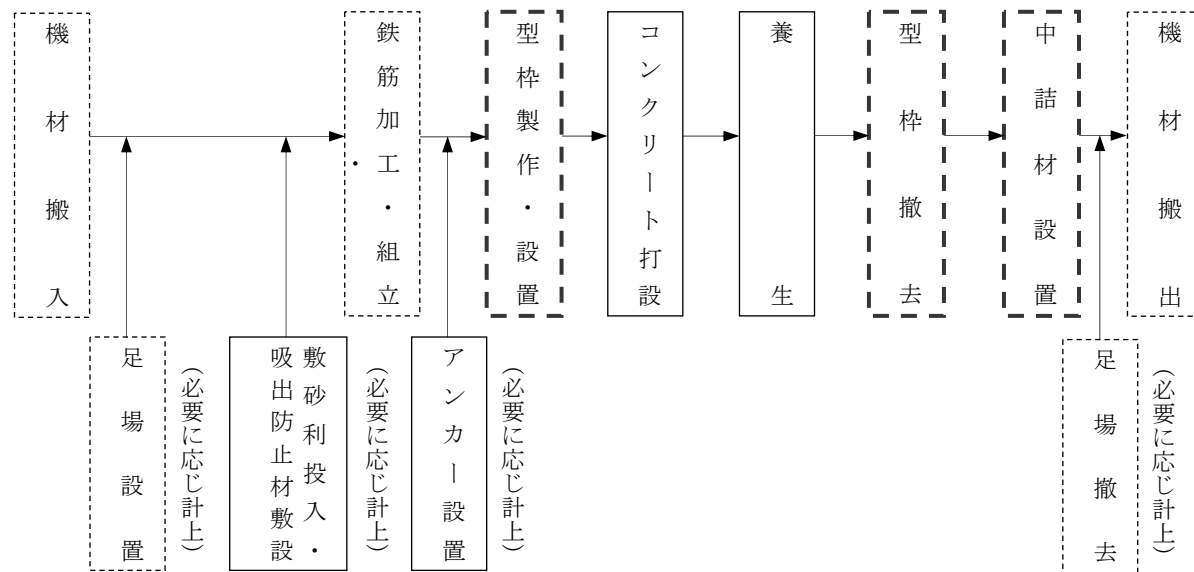 機材搬入
鉄筋加工・組立
型枠製作・設置
コンクリート打設
養生
型枠撤去
中詰材設置
機材搬出
足場設置
(必要に応じ計上)
敷砂利投入・
吸出防止材敷設
(必要に応じ計上)
アンカー設置
(必要に応じ計上)
足場撤去
(必要に応じ計上)